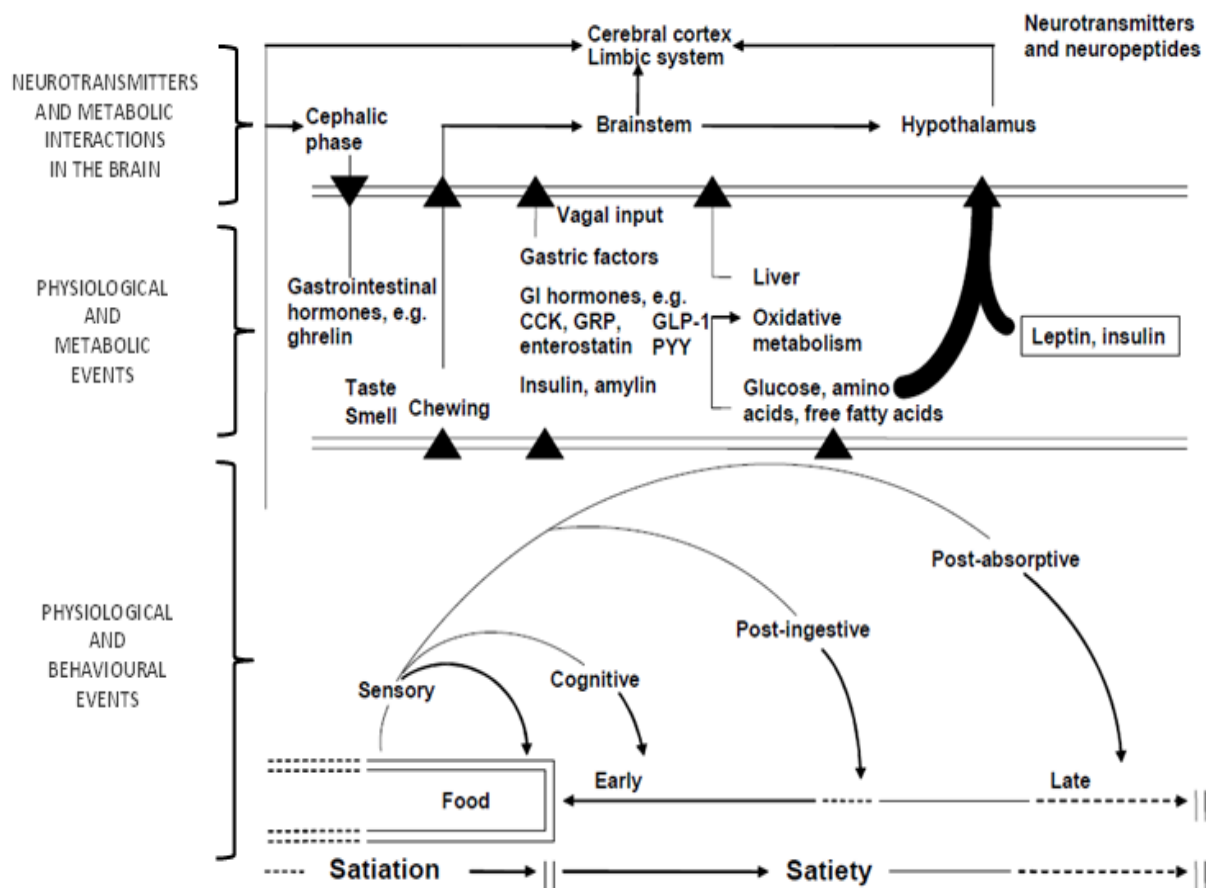 NEUROTRANSMITTERS
AND METABOLIC
INTERACTIONS
IN THE BRAIN
Cerebral cortex
Limbic system
Neurotransmitters
and neuropeptides
Cephalic
phase
Brainstem
Hypothalamus
PHYSIOLOGICAL
AND
METABOLIC
EVENTS
Gastrointestinal
hormones, e.g.
ghrelin
Taste
Smell
Chewing
Vagal input
Gastric factors
GI hormones, e.g.
CCK, GRP, GLP-1
enterostatin PYY
Insulin, amylin
Liver
Oxidative
metabolism
Glucose, amino
acids, free fatty acids
Leptin, insulin
PHYSIOLOGICAL
AND
BEHAVIOURAL
EVENTS
Sensory
Cognitive
Post-ingestive
Post-absorptive
Food
Early
Late
Satiation
Satiety